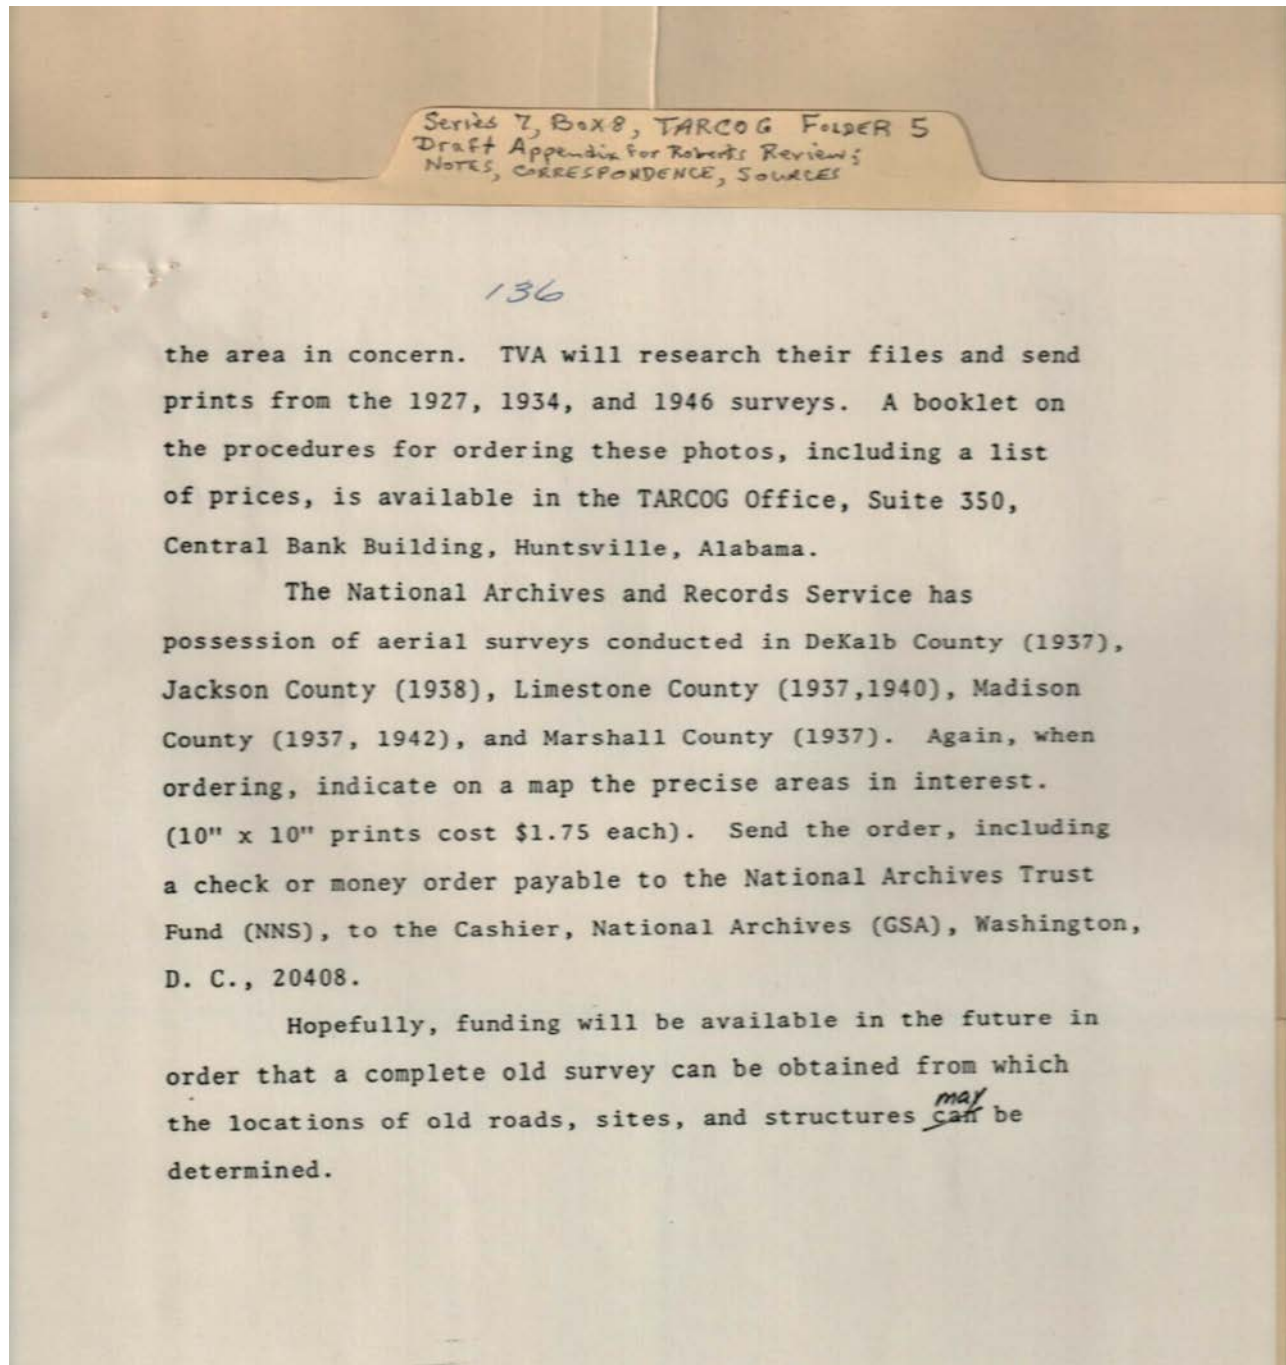 Series 7, Box 8, TARCOG FOLDER 5
Draft Appendix for Roberts Review;
NOTES, CORRESPONDENCE, SOURCES
136
the area in concern. TVA will research their files and send
prints from the 1927, 1934, and 1946 surveys. A booklet on
the procedures for ordering these photos, including a list
of prices, is available in the TARCOG Office, Suite 350,
Central Bank Building, Huntsville, Alabama.
The National Archives and Records Service has
possession of aerial surveys conducted in DeKalb County (1937),
Jackson County (1938), Limestone County (1937,1940), Madison
County (1937, 1942), and Marshall County (1937). Again, when
ordering, indicate on a map the precise areas in interest.
(10" x 10" prints cost $1.75 each). Send the order, including
a check or money order payable to the National Archives Trust
Fund (NNS), to the Cashier, National Archives (GSA), Washington,
D. C., 20408.
Hopefully, funding will be available in the future in
order that a complete old survey can be obtained from which
may
the locations of old roads, sites, and structures can be
determined.